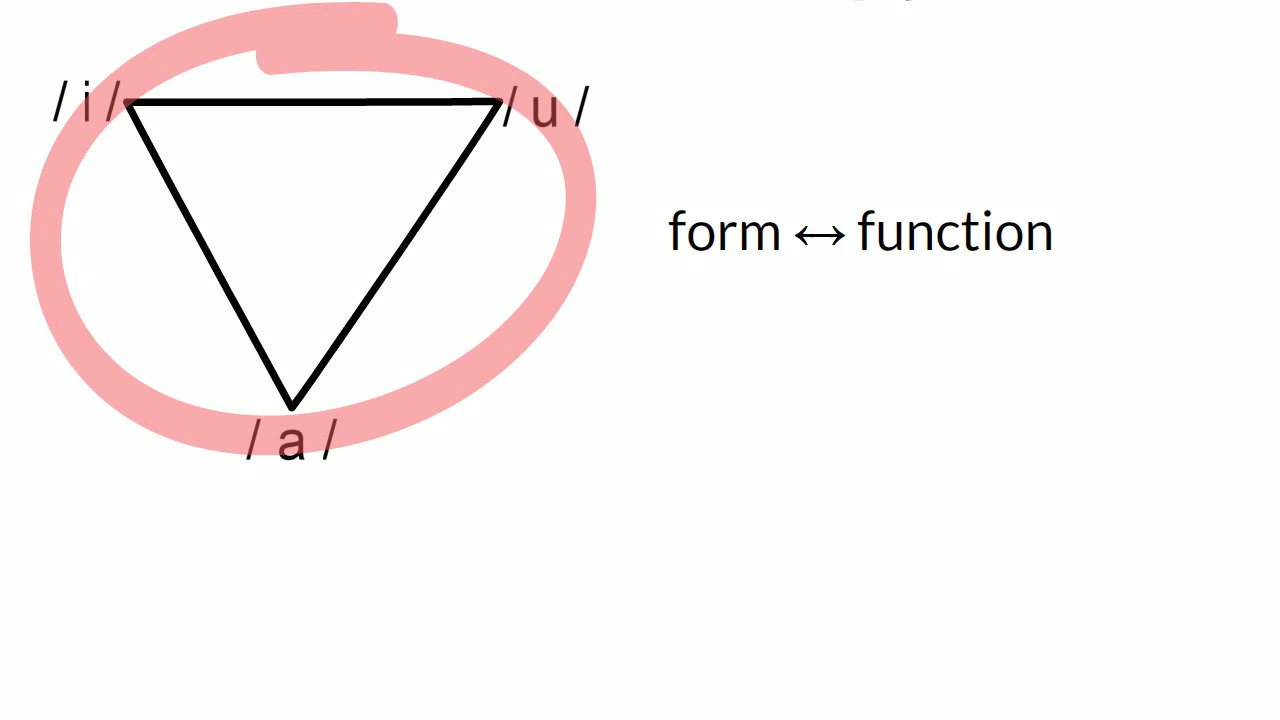 / i /
/ u /
form ↔ function
/ a /